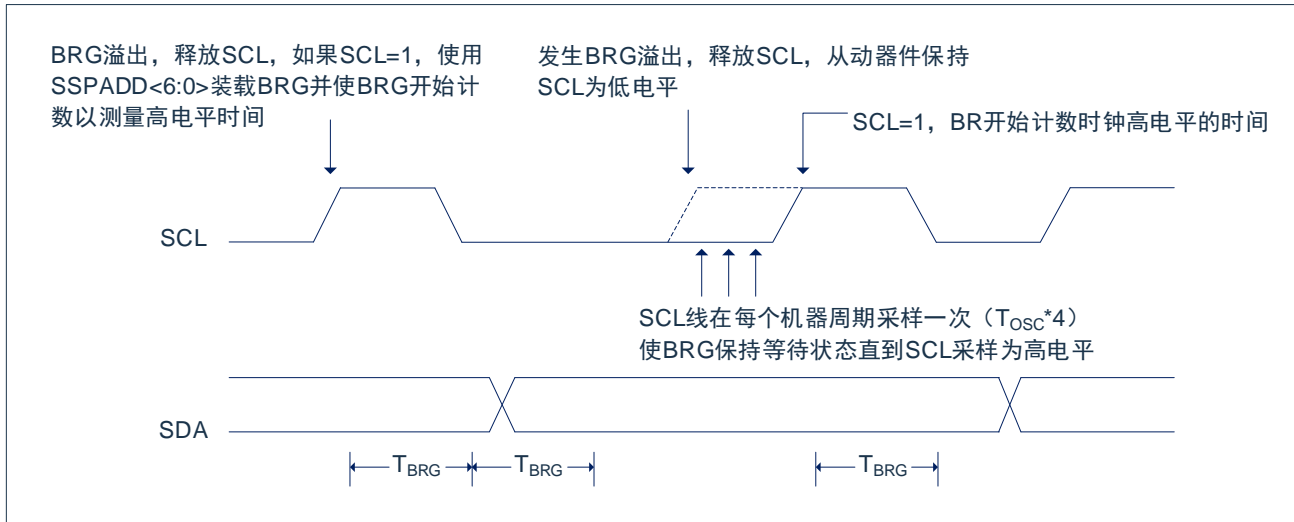 BRG溢出，释放SCL，如果SCL=1，使用
SSPADD<6:0>装载BRG并使BRG开始计
数以测量高电平时间
发生BRG溢出，释放SCL，从动器件保持
SCL为低电平
SCL=1，BR开始计数时钟高电平的时间
SCL
SCL线在每个机器周期采样一次（TOSC*4）
使BRG保持等待状态直到SCL采样为高电平
SDA
TBRG
TBRG
TBRG